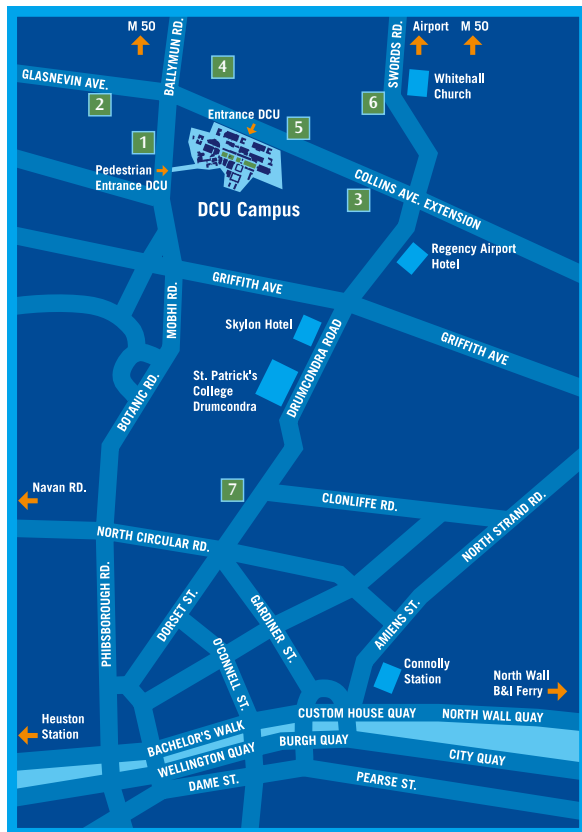 M 50
BALLYMUN RD.
SWORDS RD.
Airport
M 50
GLASNEVIN AVE.
4
Whitehall
Church
2
6
Entrance DCU
5
1
Pedestrian
Entrance DCU
COLLINS AVE. EXTENSION
3
DCU Campus
Regency Airport
Hotel
GRIFFITH AVE
MOBHI RD.
Skylon Hotel
DRUMCONDRA ROAD
GRIFFITH AVE
St. Patrick's
College
Drumcondra
BOTANIC RD.
7
Navan RD.
CLONLIFFE RD.
NORTH STRAND RD.
NORTH CIRCULAR RD.
PHIBSBOROUGH RD.
DORSET ST.
GARDINER ST.
AMIENS ST.
O'CONNELL ST.
Connolly
Station
North Wall
B&I Ferry
Heuston
Station
BACHELOR'S WALK
CUSTOM HOUSE QUAY
NORTH WALL QUAY
WELLINGTON QUAY
BURGH QUAY
CITY QUAY
DAME ST.
PEARSE ST.